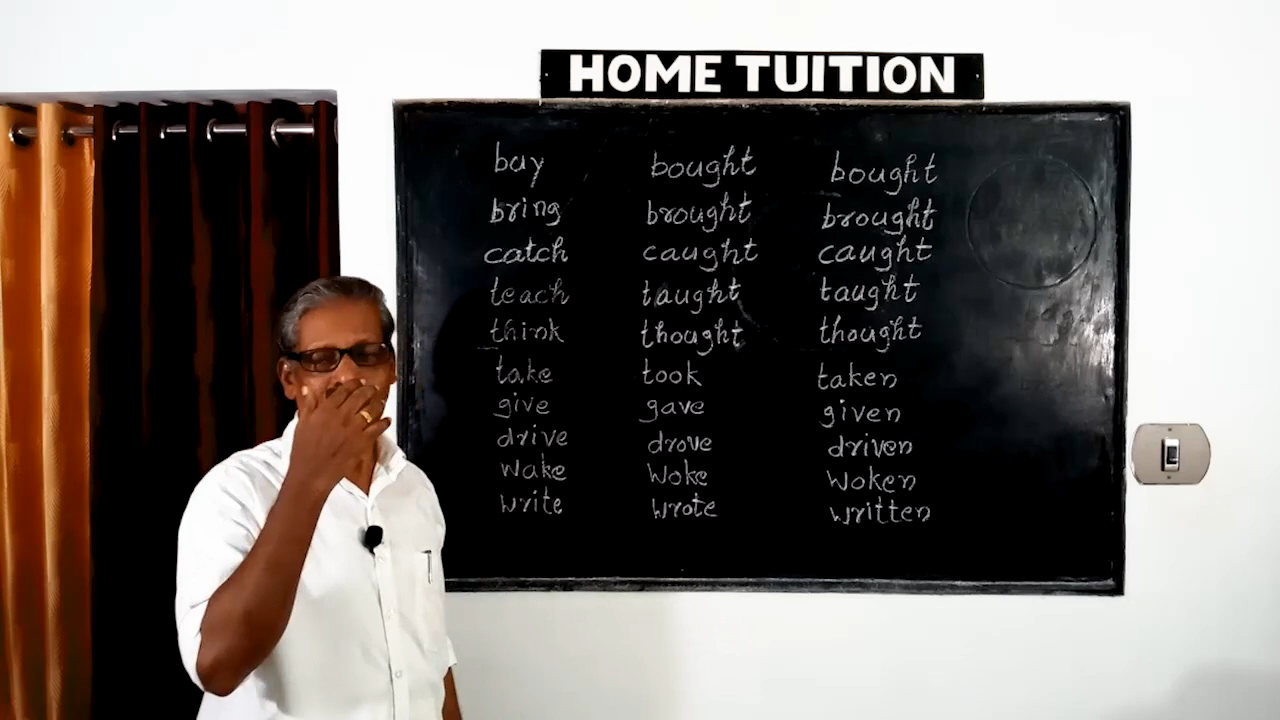 HOME TUITION
buy bought bought
bring brought brought
catch caught caught
teach taught taught
think thought thought
take took taken
give gave given
drive drove driven
wake woke woken
write wrote written